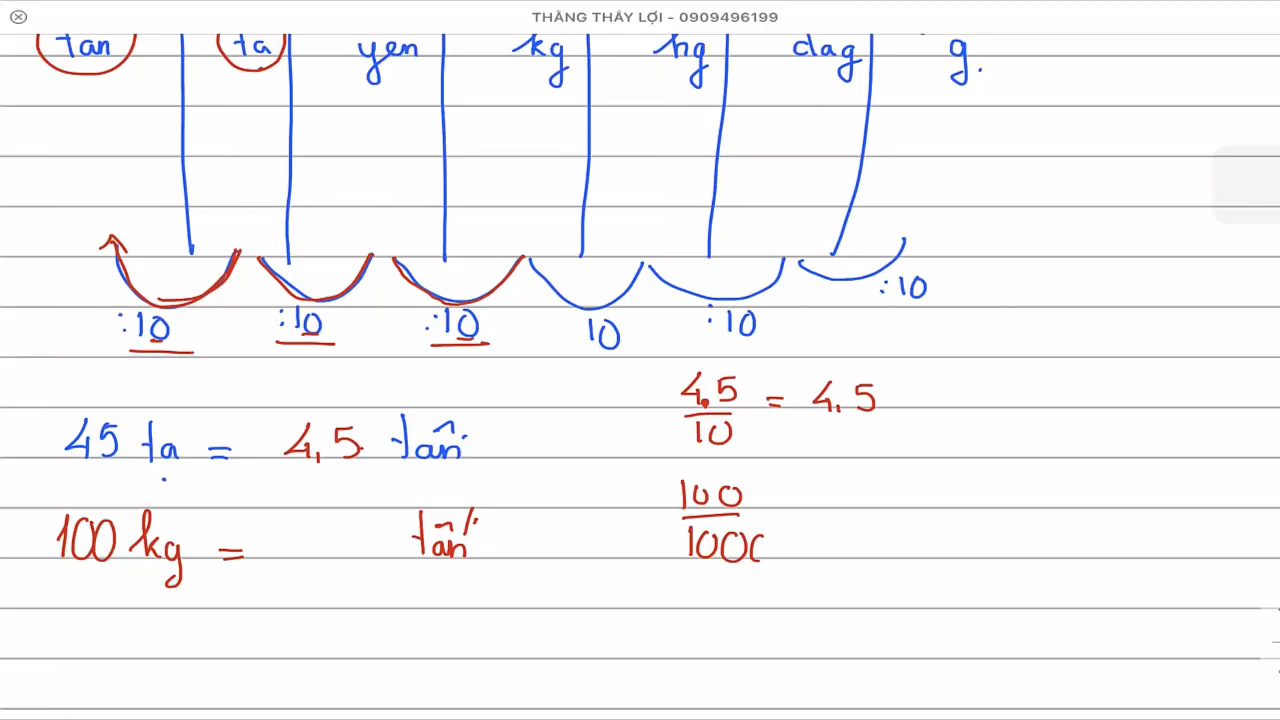 THẮNG THẦY LỢI - 0909496199
tấn tạ yến kg hg dag g.
:10 :10 :10 10 :10 :10
4.5/10 = 4,5
45 tạ = 4,5 tấn
100 kg = tấn
100/1000